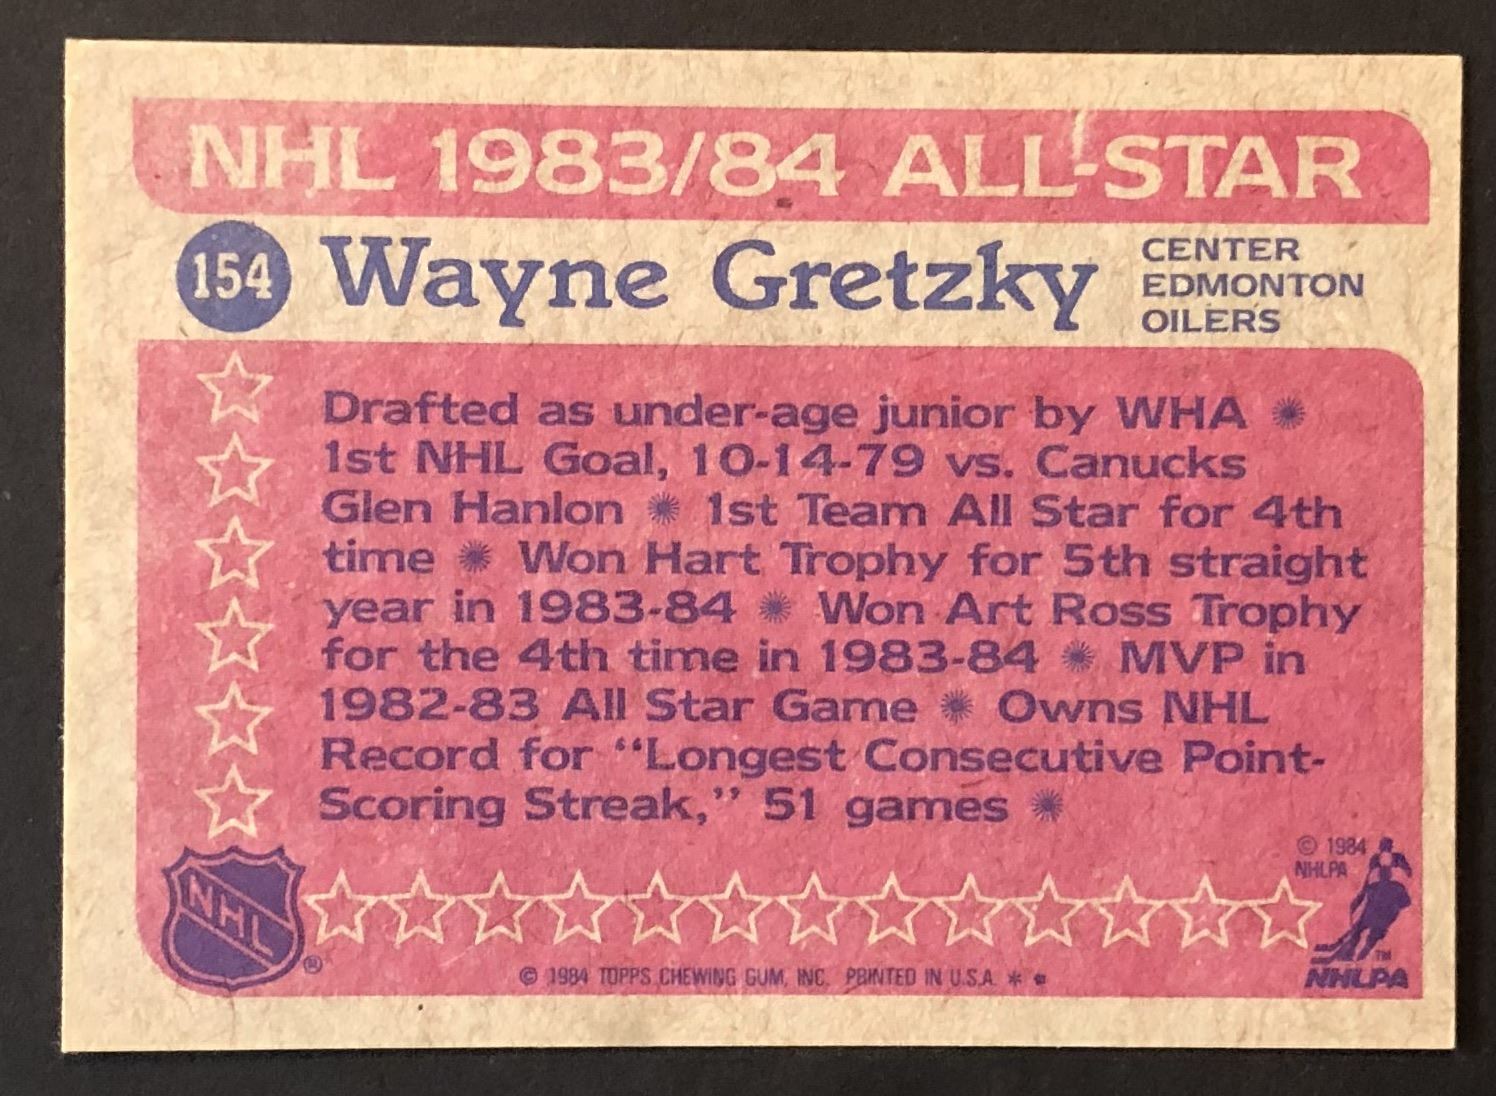 NHL 1983/84 ALL-STAR
154 Wayne Gretzky
CENTER
EDMONTON
OILERS
Drafted as under-age junior by WHA ✺
1st NHL Goal, 10-14-79 vs. Canucks
Glen Hanlon ✺ 1st Team All Star for 4th
time ✺ Won Hart Trophy for 5th straight
year in 1983-84 ✺ Won Art Ross Trophy
for the 4th time in 1983-84 ✺ MVP in
1982-83 All Star Game ✺ Owns NHL
Record for “Longest Consecutive Point-
Scoring Streak,” 51 games ✺
© 1984
NHLPA
NHL
®
TM
NHLPA
© 1984 TOPPS CHEWING GUM, INC. PRINTED IN U.S.A. * *